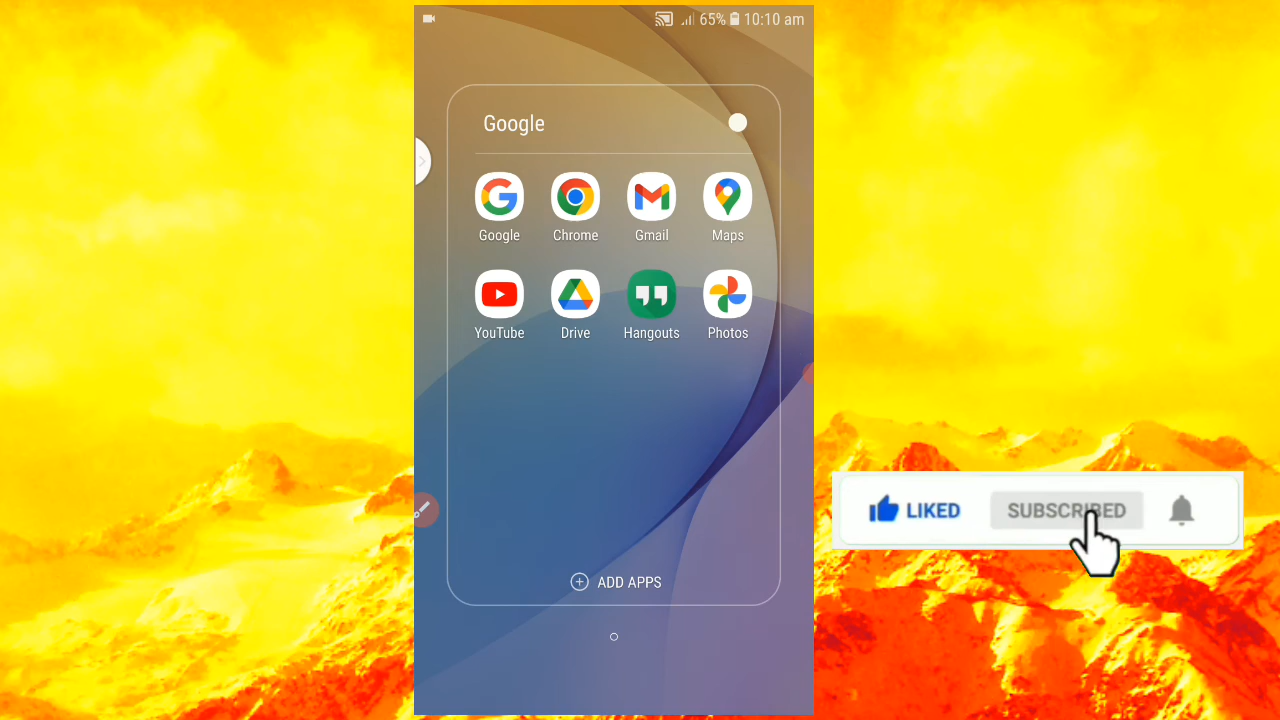 65% 10:10 am
Google
Google Chrome Gmail Maps
YouTube Drive Hangouts Photos
LIKED SUBSCRIBED
ADD APPS